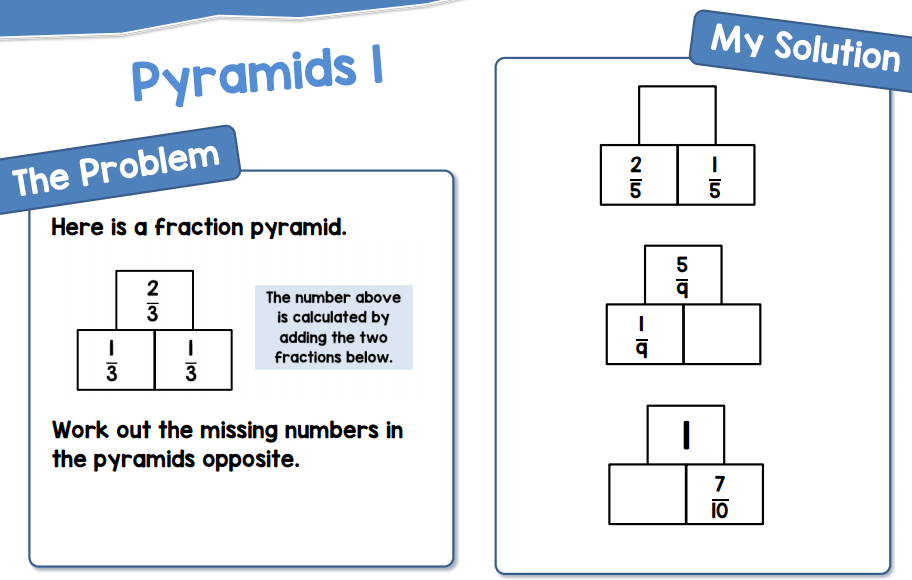 Pyramids 1
The Problem
Here is a fraction pyramid.
2
3
1
3
1
3
The number above
is calculated by
adding the two
fractions below.
Work out the missing numbers in
the pyramids opposite.
My Solution
2
5
1
5
5
9
1
9
1
7
10